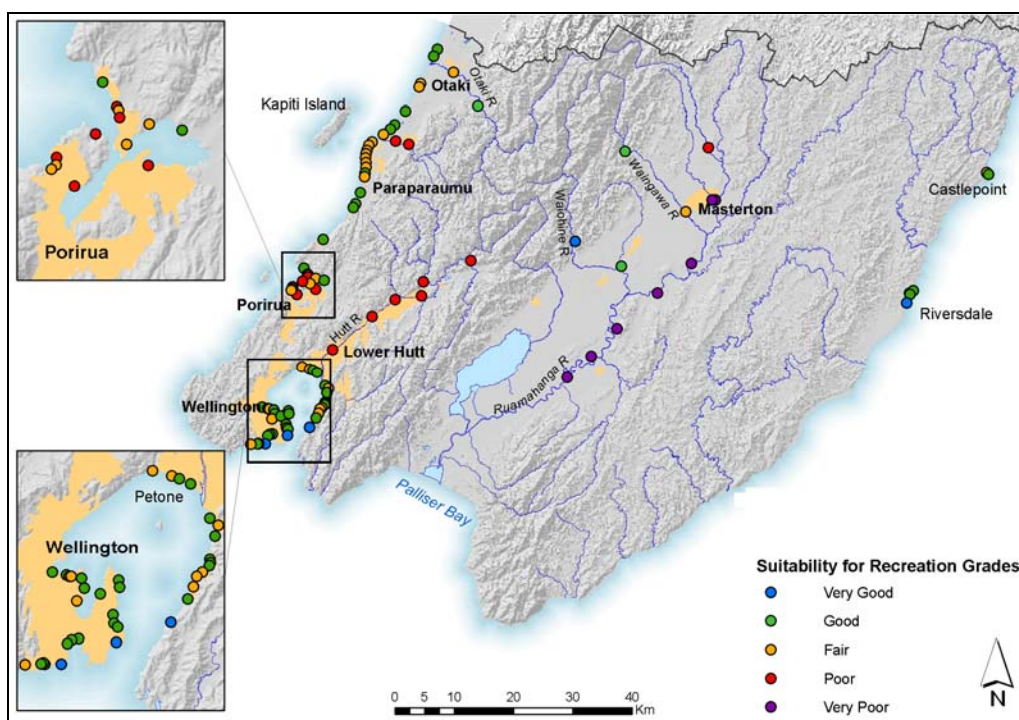 Otaki R
Otaki
Kapiti Island
Paraparaumu
Waiohine R
Waingawa R
Masterton
Castlepoint
Riversdale
Porirua
Porirua
Hutt R
Lower Hutt
Wellington
Ruamahanga R
Palliser Bay
Petone
Wellington
Suitability for Recreation Grades
Very Good
Good
Fair
Poor
Very Poor
0 5 10 20 30 40
Km
N